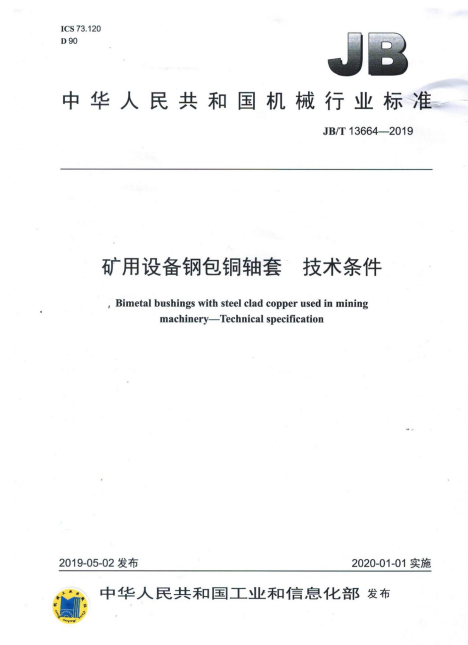 ICS 73.120
D 90
JB
中华人民共和国机械行业标准
JB/T 13664—2019
矿用设备钢包铜轴套 技术条件
Bimetal bushings with steel clad copper used in mining
machinery—Technical specification
2019-05-02 发布
2020-01-01 实施
中华人民共和国工业和信息化部 发布